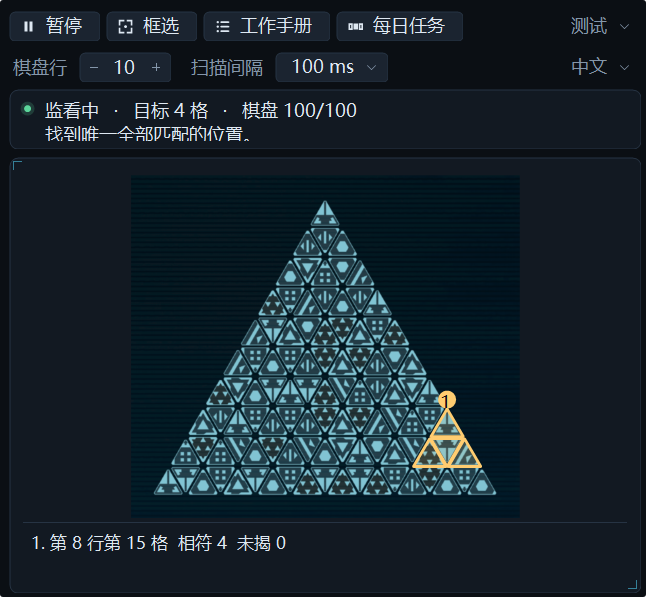 暂停 框选 工作手册 每日任务 测试
棋盘行 − 10 + 扫描间隔 100 ms 中文
监看中 · 目标 4 格 · 棋盘 100/100
找到唯一全部匹配的位置。
1
1. 第 8 行第 15 格 相符 4 未揭 0